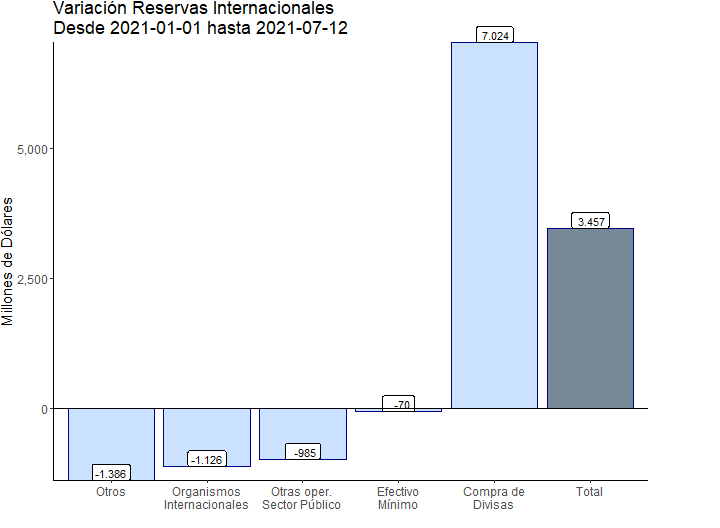 Variación Reservas Internacionales
Desde 2021-01-01 hasta 2021-07-12
Millones de Dólares
5,000
2,500
0
7.024
3.457
-70
-985
-1.126
-1.386
Otros
Organismos
Internacionales
Otras oper.
Sector Público
Efectivo
Mínimo
Compra de
Divisas
Total